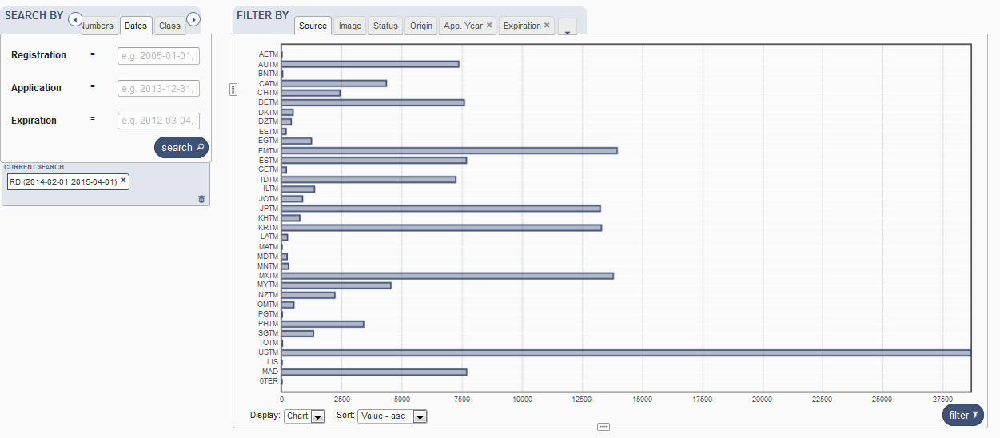 SEARCH BY
Numbers Dates Class
Registration = e.g. 2005-01-01,
Application = e.g. 2013-12-31,
Expiration = e.g. 2012-03-04,
search
CURRENT SEARCH
RD:(2014-02-01 2015-04-01) ×
FILTER BY
Source Image Status Origin App. Year × Expiration ×
AETM
AUTM
BNTM
CATM
CHTM
DETM
DKTM
DZTM
EETM
EGTM
EMTM
ESTM
GETM
IDTM
ILTM
JOTM
JPTM
KHTM
KRTM
LATM
MATM
MDTM
MNTM
MXTM
MYTM
NZTM
OMTM
PGTM
PHTM
SGTM
TOTM
USTM
LIS
MAD
6TER
0 2500 5000 7500 10000 12500 15000 17500 20000 22500 25000 27500
Display: Chart Sort: Value - asc
filter